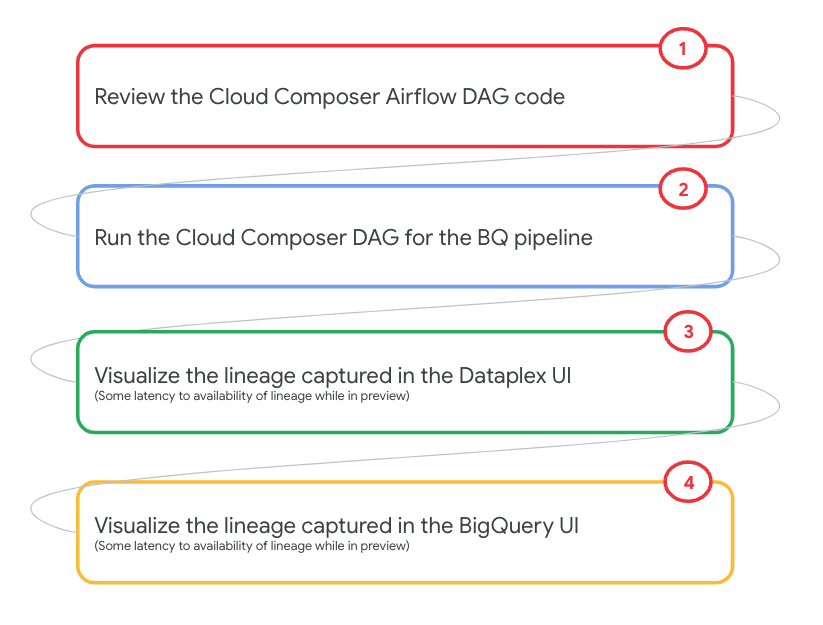 1
Review the Cloud Composer Airflow DAG code
2
Run the Cloud Composer DAG for the BQ pipeline
3
Visualize the lineage captured in the Dataplex UI
(Some latency to availability of lineage while in preview)
4
Visualize the lineage captured in the BigQuery UI
(Some latency to availability of lineage while in preview)